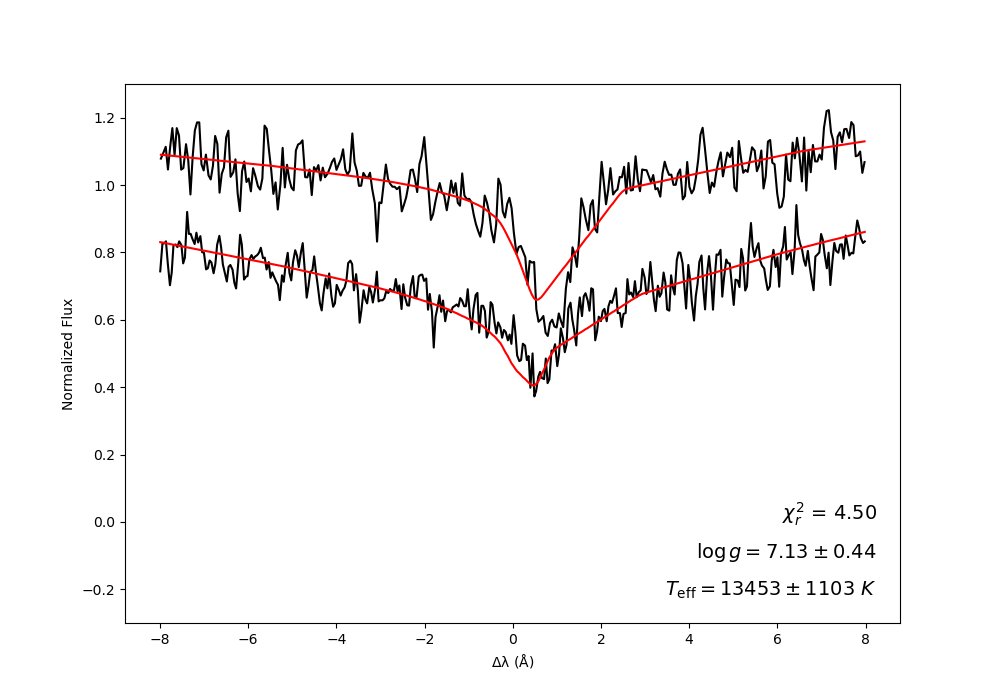 1.2
1.0
0.8
0.6
0.4
0.2
0.0
−0.2
Normalized Flux
χ²ᵣ = 4.50
log g = 7.13 ± 0.44
T_eff = 13453 ± 1103 K
−8 −6 −4 −2 0 2 4 6 8
Δλ (Å)